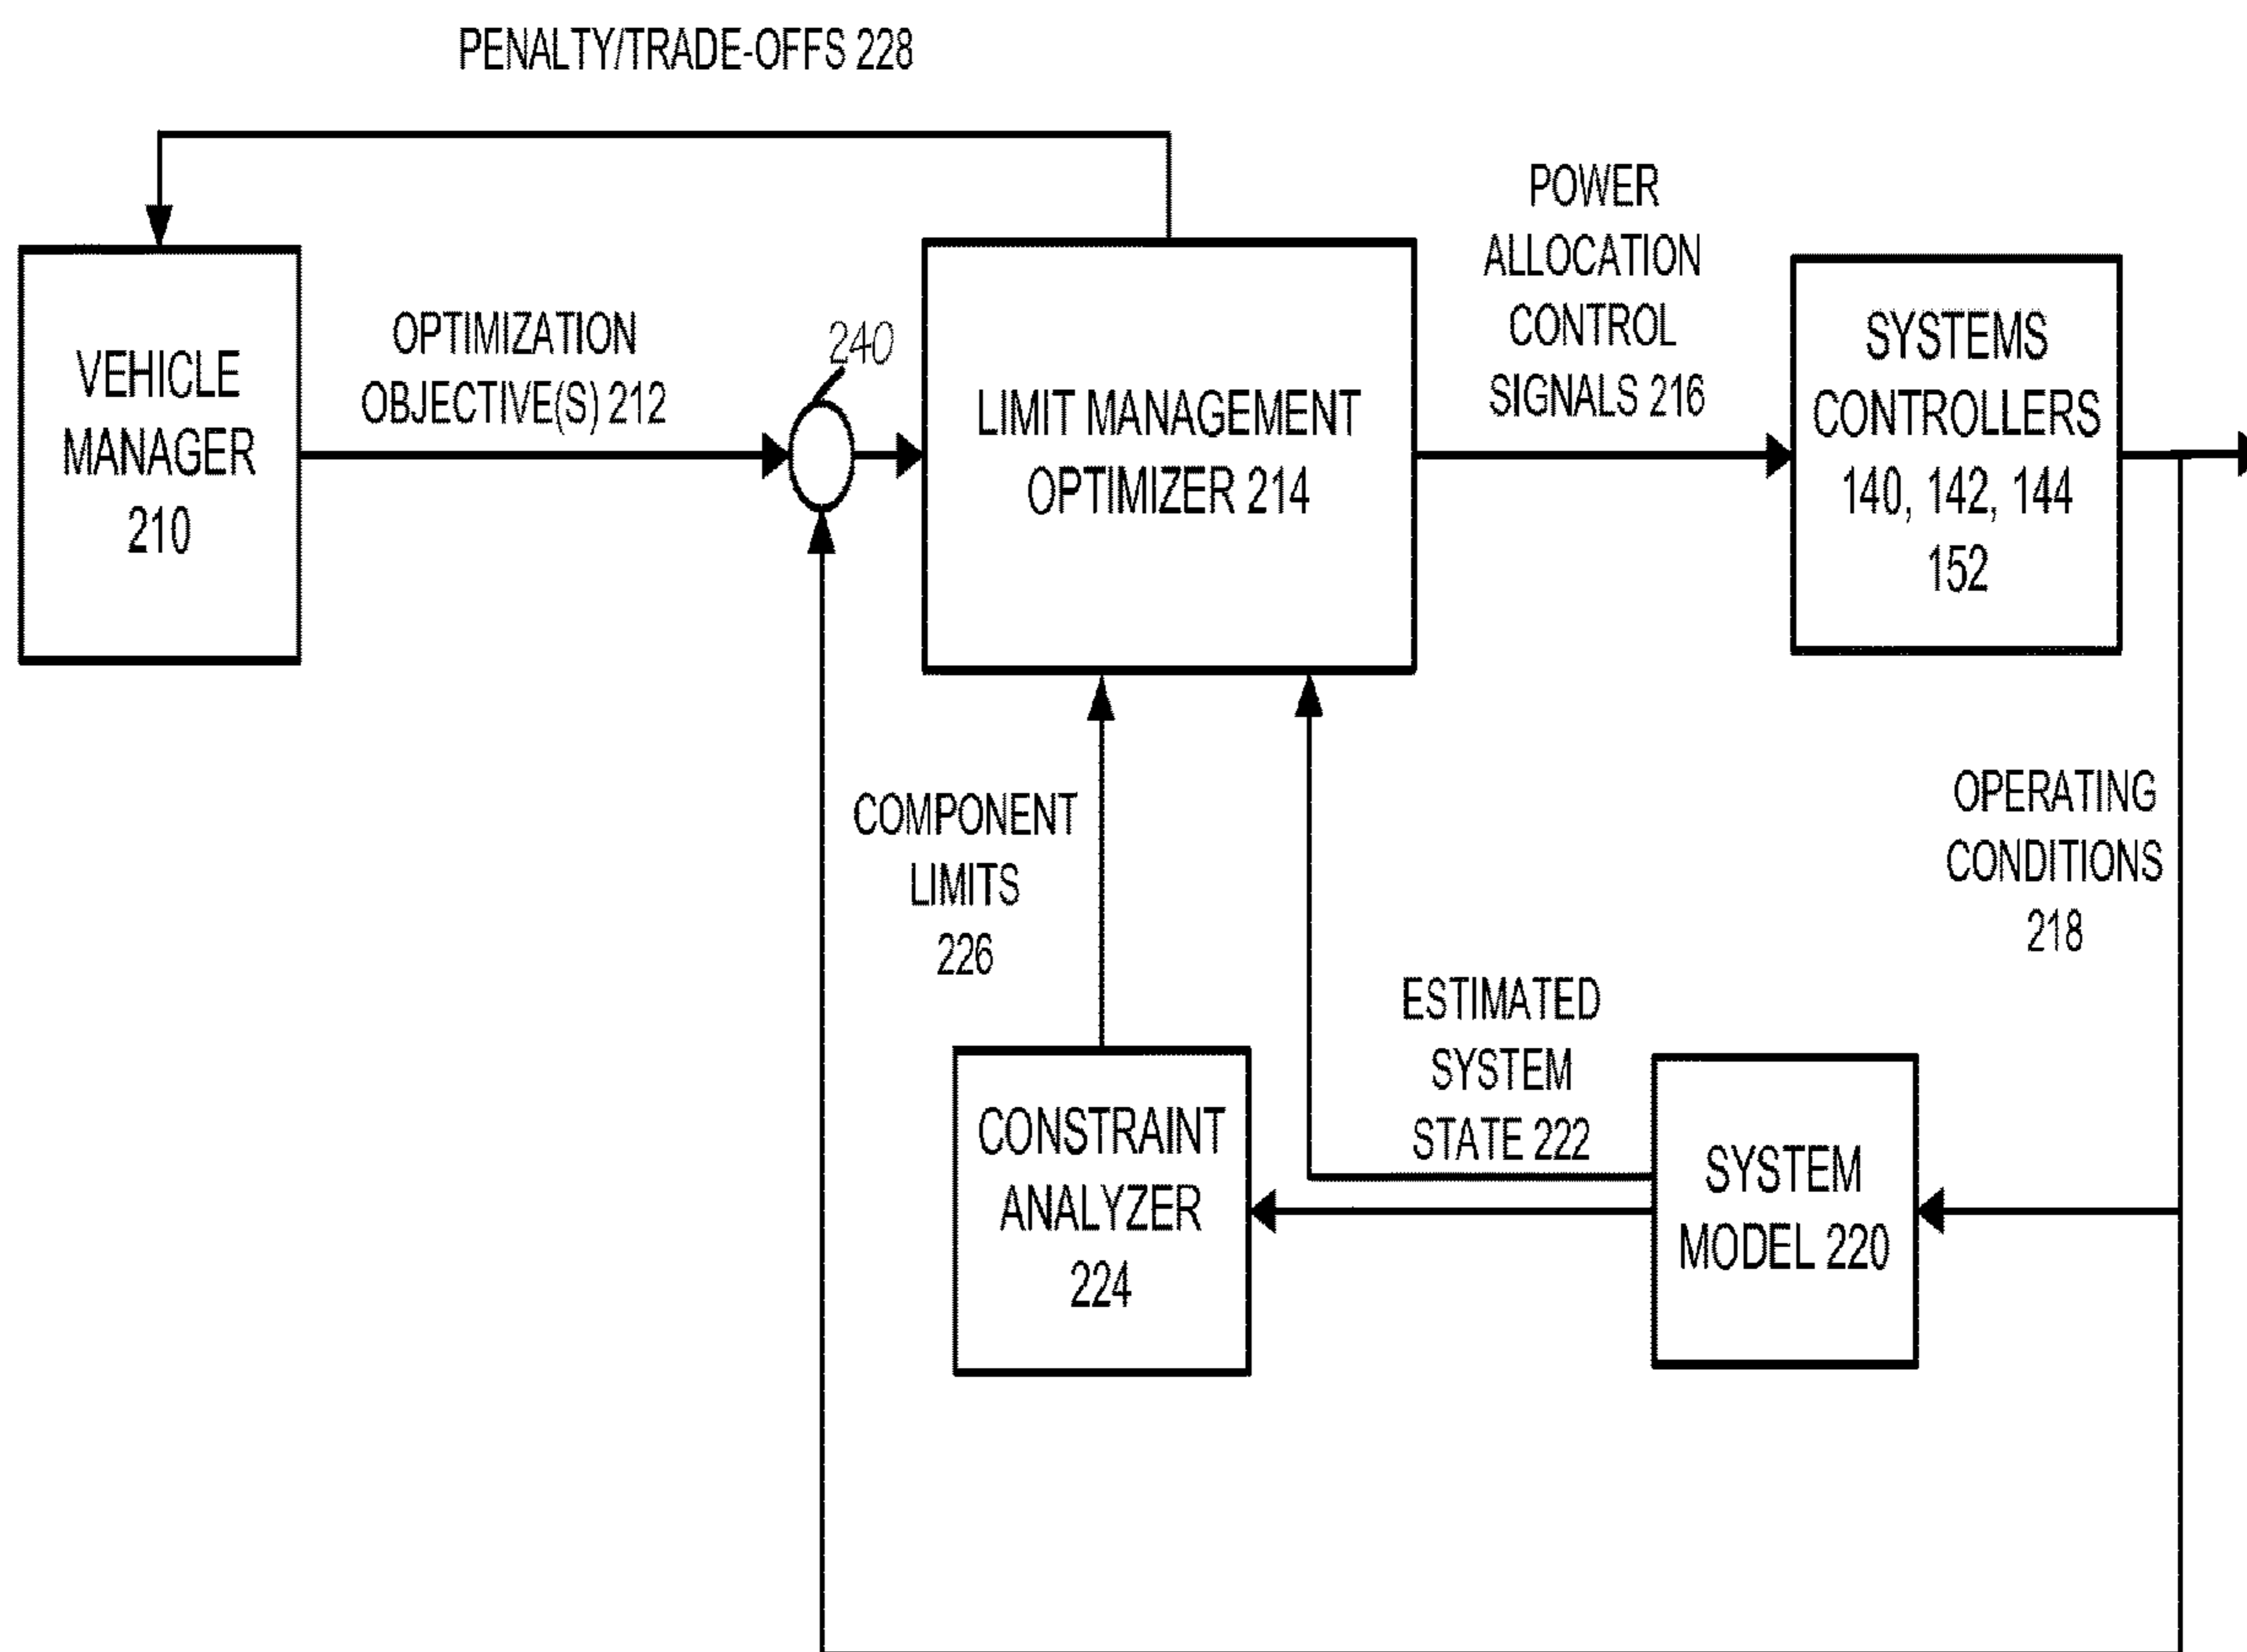 PENALTY/TRADE-OFFS 228
VEHICLE
MANAGER
210
OPTIMIZATION
OBJECTIVE(S) 212
240
LIMIT MANAGEMENT
OPTIMIZER 214
POWER
ALLOCATION
CONTROL
SIGNALS 216
SYSTEMS
CONTROLLERS
140, 142, 144
152
COMPONENT
LIMITS
226
OPERATING
CONDITIONS
218
ESTIMATED
SYSTEM
STATE 222
CONSTRAINT
ANALYZER
224
SYSTEM
MODEL 220